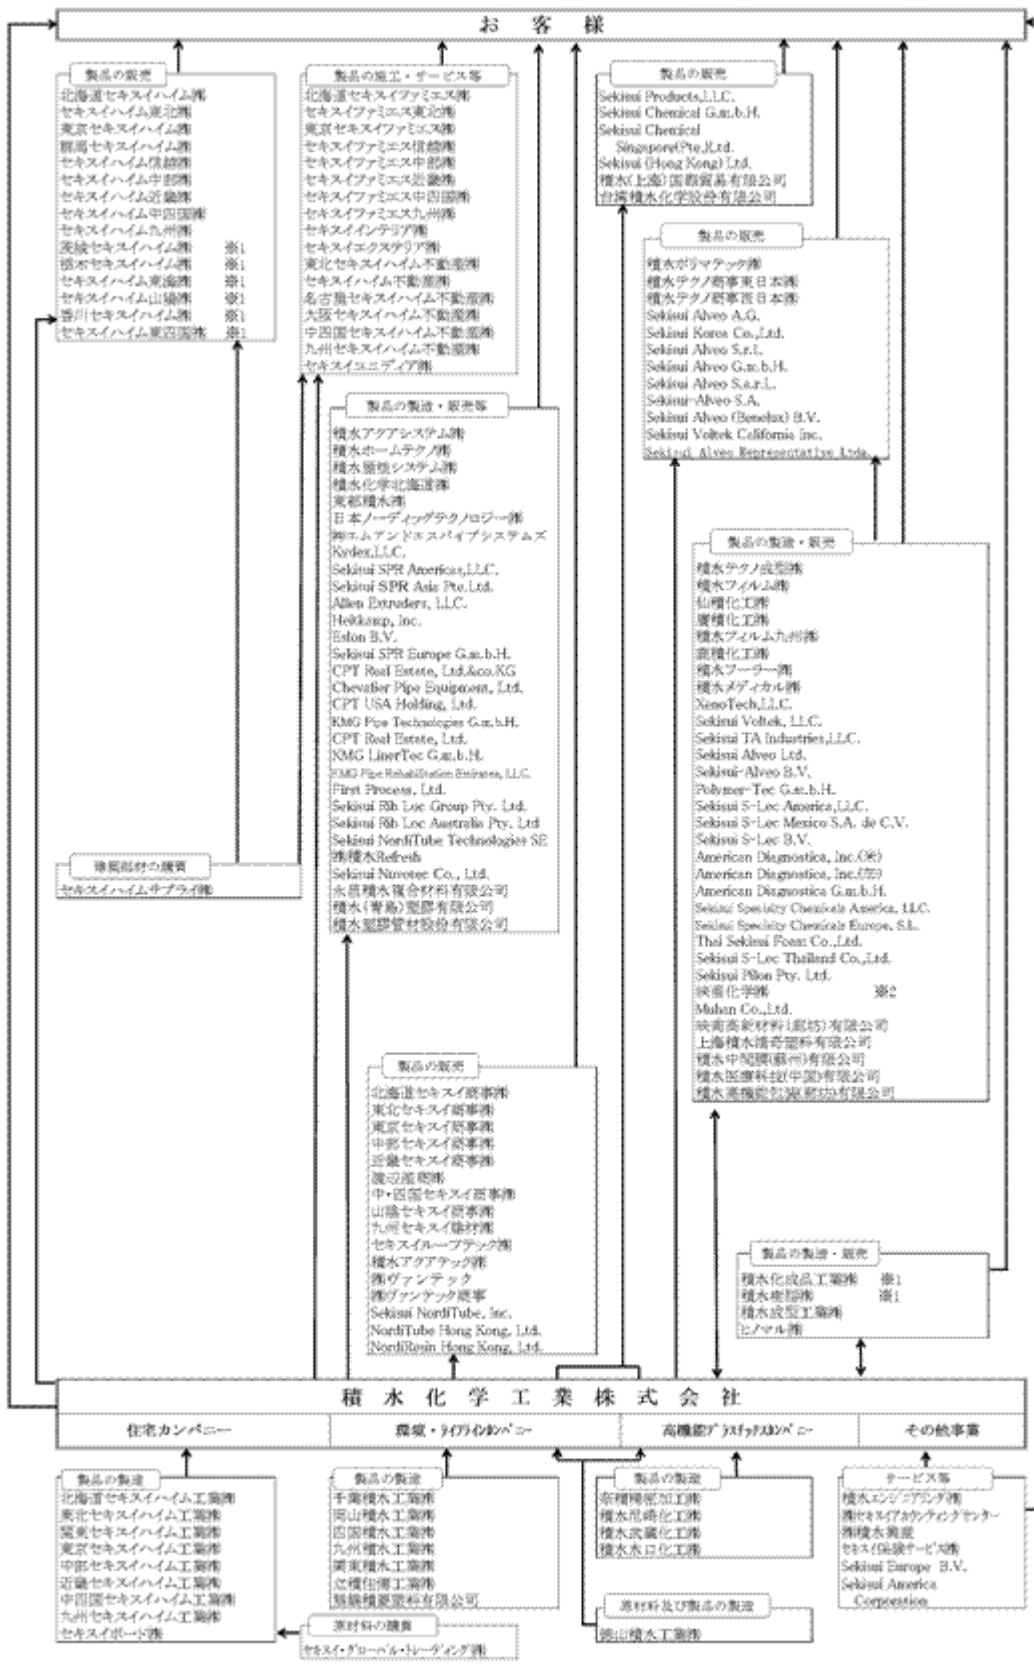 お客様
製品の販売
北海道セキスイハイム㈱
セキスイハイム東北㈱
東京セキスイハイム㈱
群馬セキスイハイム㈱
セキスイハイム信越㈱
セキスイハイム中部㈱
セキスイハイム近畿㈱
セキスイハイム中四国㈱
セキスイハイム九州㈱
茨城セキスイハイム㈱ ※1
栃木セキスイハイム㈱ ※1
セキスイハイム東海㈱ ※1
セキスイハイム山陽㈱ ※1
香川セキスイハイム㈱ ※1
セキスイハイム東四国㈱ ※1
製品の施工・サービス等
北海道セキスイファミエス㈱
セキスイファミエス東北㈱
東京セキスイファミエス㈱
セキスイファミエス信越㈱
セキスイファミエス中部㈱
セキスイファミエス近畿㈱
セキスイファミエス中四国㈱
セキスイファミエス九州㈱
セキスイインテリア㈱
セキスイエクステリア㈱
東北セキスイハイム不動産㈱
セキスイハイム不動産㈱
名古屋セキスイハイム不動産㈱
大阪セキスイハイム不動産㈱
中四国セキスイハイム不動産㈱
九州セキスイハイム不動産㈱
セキスイユニディア㈱
製品の販売
Sekisui Products,L.L.C.
Sekisui Chemical G.m.b.H.
Sekisui Chemical
Singapore(Pte.)Ltd.
Sekisui (Hong Kong) Ltd.
積水(上海)国際貿易有限公司
台湾積水化学股份有限公司
製品の販売
積水ポリマテック㈱
積水テクノ商事東日本㈱
積水テクノ商事西日本㈱
Sekisui Alveo A.G.
Sekisui Korea Co.,Ltd.
Sekisui Alveo S.r.l.
Sekisui Alveo G.m.b.H.
Sekisui Alveo S.a.r.l.
Sekisui-Alveo S.A.
Sekisui Alveo (Benelux) B.V.
Sekisui Voltek California Inc.
Sekisui Alveo Representative Ltda.
製品の製造・販売等
積水アクアシステム㈱
積水ホームテクノ㈱
積水屋根システム㈱
積水化学北海道㈱
東都積水㈱
日本ノーディッグテクノロジー㈱
㈱エムアンドエスパイプシステムズ
Kydex,L.L.C.
Sekisui SPR Americas,L.L.C.
Sekisui SPR Asia Pte.Ltd.
Allen Extruders, L.L.C.
Heitkamp, Inc.
Eslon B.V.
Sekisui SPR Europe G.m.b.H.
CPT Real Estate, Ltd.&co.KG
Chevalier Pipe Equipment, Ltd.
CPT USA Holding, Ltd.
KMG Pipe Technologies G.m.b.H.
CPT Real Estate, Ltd.
KMG LinerTec G.m.b.H.
KMG Pipe Rehabilitation Emirates, L.L.C.
First Process, Ltd.
Sekisui Rib Loc Group Pty. Ltd.
Sekisui Rib Loc Australia Pty. Ltd
Sekisui NordiTube Technologies SE
㈱積水Refresh
Sekisui Novotec Co., Ltd.
永昌積水複合材料有限公司
積水(青島)塑膠有限公司
積水塑膠管材股份有限公司
製品の製造・販売
積水テクノ成型㈱
積水フィルム㈱
仙積化工㈱
積水フィルム九州㈱
積水フーラー㈱
積水メディカル㈱
XenoTech,L.L.C.
Sekisui Voltek, L.L.C.
Sekisui TA Industries,L.L.C.
Sekisui Alveo Ltd.
Sekisui-Alveo B.V.
Polymer-Tec G.m.b.H.
Sekisui S-Lec America,L.L.C.
Sekisui S-Lec Mexico S.A. de C.V.
Sekisui S-Lec B.V.
American Diagnostica, Inc.(米)
American Diagnostica, Inc.(加)
American Diagnostica G.m.b.H.
Sekisui Specialty Chemicals America, L.L.C.
Sekisui Specialty Chemicals Europe, S.L.
Thai Sekisui Foam Co.,Ltd.
Sekisui S-Lec Thailand Co.,Ltd.
Sekisui Pilon Pty. Ltd.
映甫化学㈱ ※2
Muhan Co.,Ltd.
映甫高新材料(廊坊)有限公司
上海積水清奇塑料有限公司
積水中間膜(蘇州)有限公司
積水医療科技(中国)有限公司
積水高機能包装(廊坊)有限公司
セキスイハイムサプライ㈱
製品の販売
北海道セキスイ商事㈱
東北セキスイ商事㈱
東京セキスイ商事㈱
中部セキスイ商事㈱
近畿セキスイ商事㈱
中・四国セキスイ商事㈱
山陰セキスイ商事㈱
九州セキスイ建材㈱
セキスイルーフテック㈱
積水アクアテック㈱
㈱ヴァンテック
㈱ヴァンテック商事
Sekisui NordiTube, Inc.
NordiTube Hong Kong, Ltd.
NordiResin Hong Kong, Ltd.
製品の製造・販売
積水化成品工業㈱ ※1
積水樹脂㈱ ※1
積水成型工業㈱
ヒノマル㈱
積水化学工業株式会社
住宅カンパニー
環境・ライフラインカンパニー
高機能プラスチックスカンパニー
その他事業
製品の製造
北海道セキスイハイム工業㈱
東北セキスイハイム工業㈱
関東セキスイハイム工業㈱
東京セキスイハイム工業㈱
中部セキスイハイム工業㈱
近畿セキスイハイム工業㈱
中四国セキスイハイム工業㈱
九州セキスイハイム工業㈱
セキスイボード㈱
製品の製造
千葉積水工業㈱
岡山積水工業㈱
四国積水工業㈱
九州積水工業㈱
関東積水工業㈱
立積住備工業㈱
原材料の購買
セキスイ・グローバル・トレーディング㈱
製品の製造
奈積精密加工㈱
積水尼崎化工㈱
積水武蔵化工㈱
積水水口化工㈱
原材料及び製品の製造
徳山積水工業㈱
サービス等
積水エンジニアリング㈱
㈱セキスイアカウンティングセンター
㈱積水興産
セキスイ保険サービス㈱
Sekisui Europe B.V.
Sekisui America
Corporation